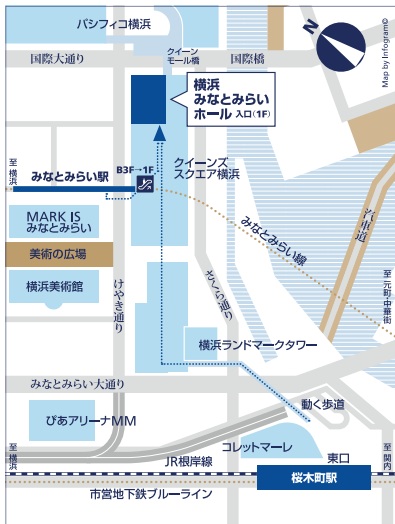 パシフィコ横浜
国際大通り
クイーン
モール橋
国際橋
N
Map by Infogram©
横浜
みなとみらい
ホール 入口(1F)
至横浜
みなとみらい駅
B3F→1F
クイーンズ
スクエア横浜
MARK IS
みなとみらい
美術の広場
横浜美術館
けやき通り
さくら通り
みなとみらい線
汽車道
至元町・中華街
横浜ランドマークタワー
みなとみらい大通り
動く歩道
ぴあアリーナMM
コレットマーレ
東口
至横浜
JR根岸線
桜木町駅
至関内
市営地下鉄ブルーライン